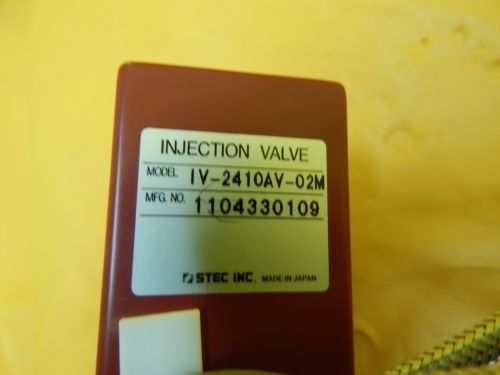 INJECTION VALVE
MODEL IV-2410AV-02M
MFG. NO. 1104330109
STEC INC. MADE IN JAPAN